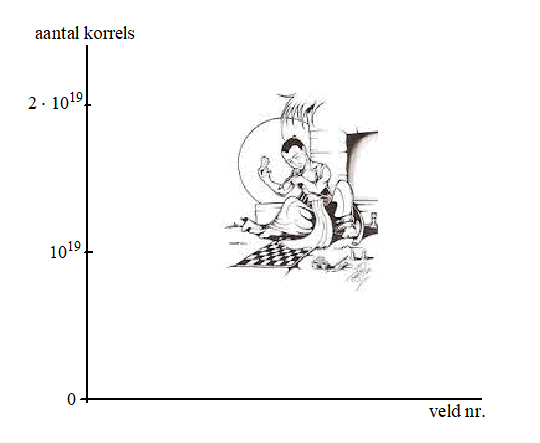 aantal korrels
2 · 10¹⁹
10¹⁹
0
veld nr.